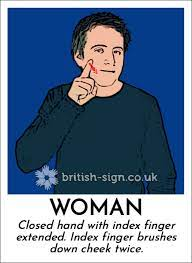 british-sign.co.uk
WOMAN
Closed hand with index finger
extended. Index finger brushes
down cheek twice.